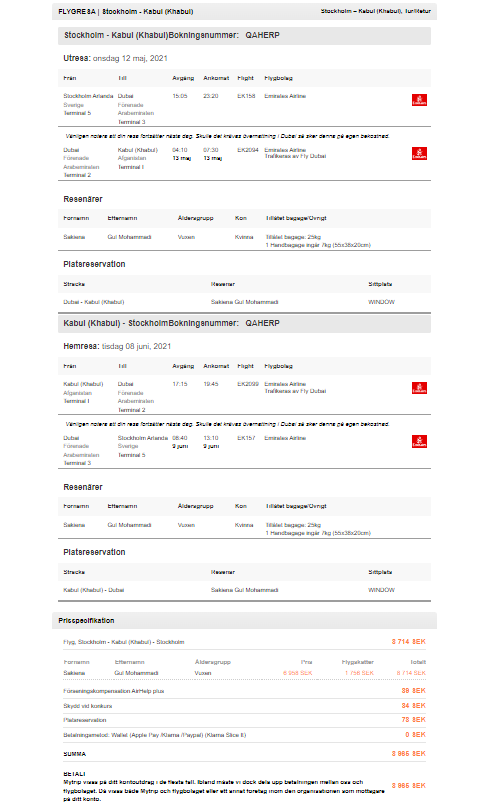 FLYGRESA | Stockholm - Kabul (Khabul) Stockholm – Kabul (Khabul), Tur/Retur
Stockholm - Kabul (Khabul)Bokningsnummer: QAHERP
Utresa: onsdag 12 maj, 2021
Från Till Avgång Ankomst Flight Flygbolag
Stockholm Arlanda Dubai 15:05 23:20 EK158 Emirates Airline
Sverige Förenade
Terminal 5 Arabemiraten
Terminal 3
Emirates
Vänligen notera att din resa fortsätter nästa dag. Skulle det krävas övernattning i Dubai så sker denna på egen bekostnad.
Dubai Kabul (Khabul) 04:10 07:30 EK2094 Emirates Airline
Förenade Afganistan 13 maj 13 maj Trafikeras av Fly Dubai
Arabemiraten Terminal I
Terminal 2
Emirates
Resenärer
Förnamn Efternamn Åldersgrupp Kön Tillåtet bagage/Övrigt
Sakiena Gul Mohammadi Vuxen Kvinna Tillåtet bagage: 25kg
1 Handbagage ingår 7kg (55x38x20cm)
Platsreservation
Sträcka Resenär Sittplats
Dubai - Kabul (Khabul) Sakiena Gul Mohammadi WINDOW
Kabul (Khabul) - StockholmBokningsnummer: QAHERP
Hemresa: tisdag 08 juni, 2021
Från Till Avgång Ankomst Flight Flygbolag
Kabul (Khabul) Dubai 17:15 19:45 EK2099 Emirates Airline
Afganistan Förenade Trafikeras av Fly Dubai
Terminal I Arabemiraten
Terminal 2
Emirates
Vänligen notera att din resa fortsätter nästa dag. Skulle det krävas övernattning i Dubai så sker denna på egen bekostnad.
Dubai Stockholm Arlanda 08:40 13:10 EK157 Emirates Airline
Förenade Sverige 9 juni 9 juni
Arabemiraten Terminal 5
Terminal 3
Emirates
Resenärer
Förnamn Efternamn Åldersgrupp Kön Tillåtet bagage/Övrigt
Sakiena Gul Mohammadi Vuxen Kvinna Tillåtet bagage: 25kg
1 Handbagage ingår 7kg (55x38x20cm)
Platsreservation
Sträcka Resenär Sittplats
Kabul (Khabul) - Dubai Sakiena Gul Mohammadi WINDOW
Prisspecifikation
Flyg, Stockholm - Kabul (Khabul) - Stockholm 8 714 SEK
Förnamn Efternamn Åldersgrupp Pris Flygskatter Totalt
Sakiena Gul Mohammadi Vuxen 6 958 SEK 1 756 SEK 8 714 SEK
Förseningskompensation AirHelp plus 89 SEK
Skydd vid konkurs 84 SEK
Platsreservation 78 SEK
Betalningsmetod: Wallet (Apple Pay /Klarna /Paypal) (Klarna Slice It) 0 SEK
SUMMA 8 965 SEK
BETALT
Mytrip visas på ditt kontoutdrag i de flesta fall. Ibland måste vi dock dela upp betalningen mellan oss och
flygbolaget. Då visas både Mytrip och flygbolaget eller ett annat företag inom den organisationen som mottagare
på ditt konto.
8 965 SEK